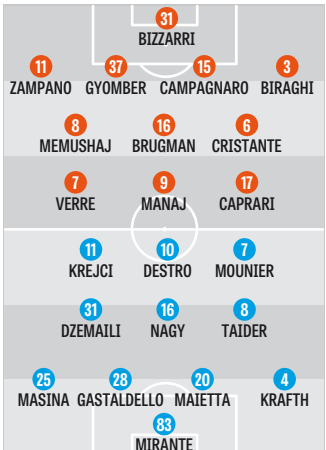 31
BIZZARRI
11 37 15 3
ZAMPANO GYOMBER CAMPAGNARO BIRAGHI
8 16 6
MEMUSHAJ BRUGMAN CRISTANTE
7 9 17
VERRE MANAJ CAPRARI
11 10 7
KREJCI DESTRO MOUNIER
31 16 8
DZEMAILI NAGY TAIDER
25 28 20 4
MASINA GASTALDELLO MAIETTA KRAFTH
83
MIRANTE